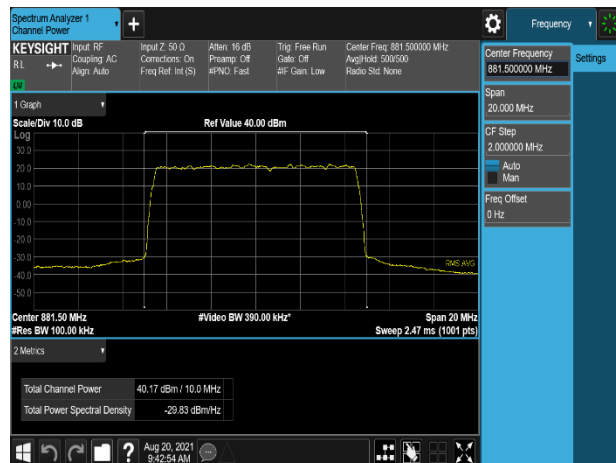 Spectrum Analyzer 1
Channel Power
+
Frequency
KEYSIGHT
Input: RF
Coupling: AC
Align: Auto
Input Z: 50 Ω
Corrections: On
Freq Ref: Int (S)
Atten: 16 dB
Preamp: Off
#PNO: Fast
Trig: Free Run
Gate: Off
#IF Gain: Low
Center Freq: 881.500000 MHz
Avg|Hold: 500/500
Radio Std: None
R L
LNI
Center Frequency
881.500000 MHz
Settings
Span
20.000 MHz
CF Step
2.000000 MHz
Auto
Man
Freq Offset
0 Hz
1 Graph
Scale/Div 10.0 dB
Ref Value 40.00 dBm
Log
30.0
20.0
10.0
0.00
-10.0
-20.0
-30.0
-40.0
-50.0
RMS AVG
Center 881.50 MHz
#Video BW 390.00 kHz*
Span 20 MHz
#Res BW 100.00 kHz
Sweep 2.47 ms (1001 pts)
2 Metrics
Total Channel Power 40.17 dBm / 10.0 MHz
Total Power Spectral Density -29.83 dBm/Hz
?
Aug 20, 2021
9:42:54 AM